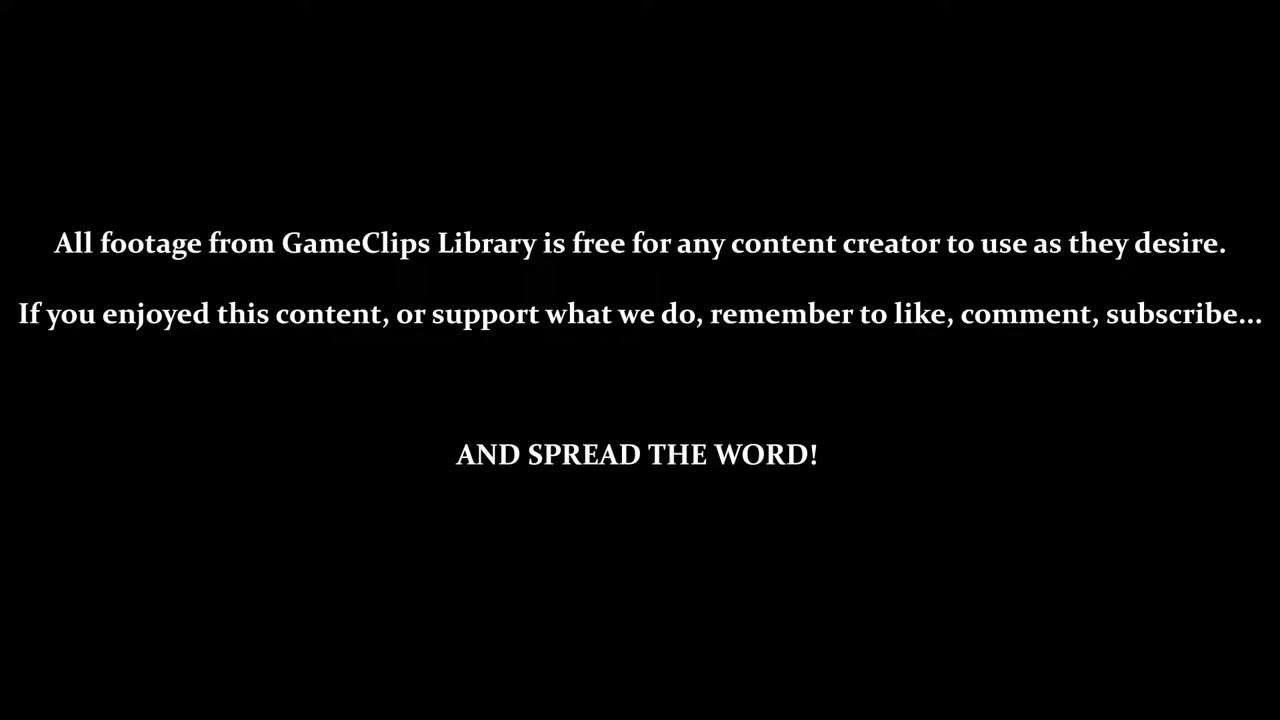 All footage from GameClips Library is free for any content creator to use as they desire.
If you enjoyed this content, or support what we do, remember to like, comment, subscribe...
AND SPREAD THE WORD!